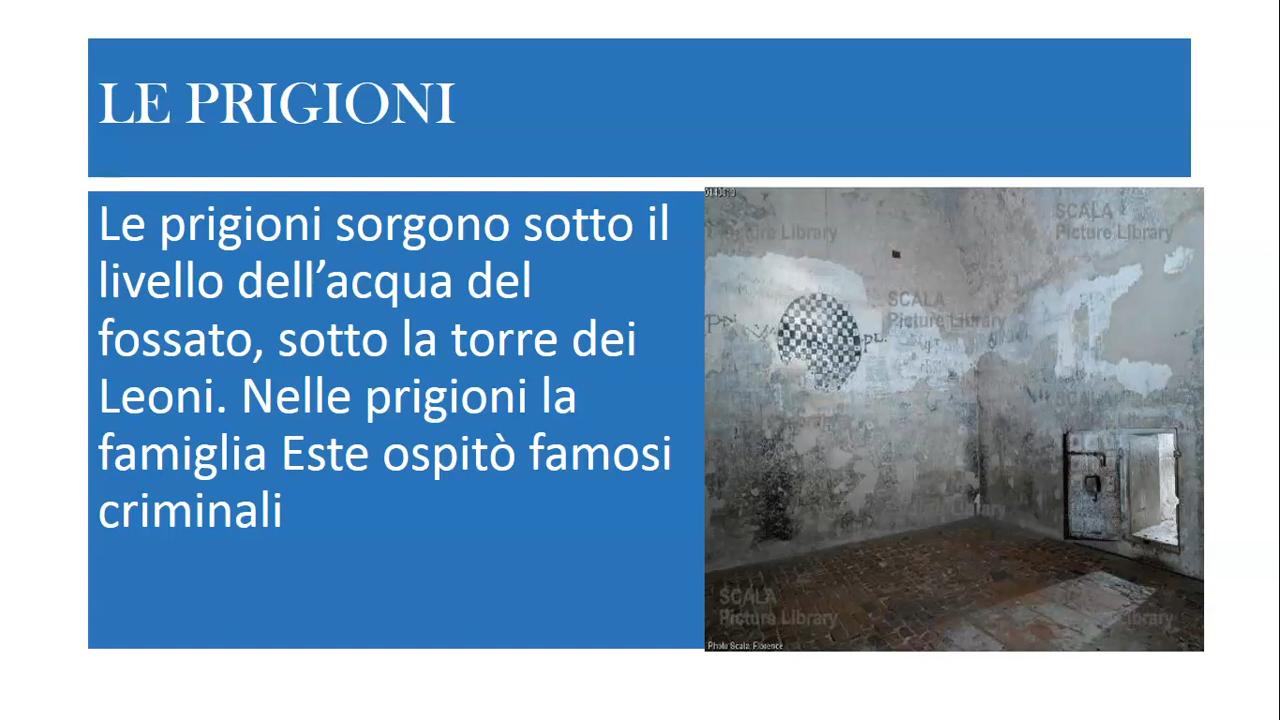 LE PRIGIONI
Le prigioni sorgono sotto il
livello dell’acqua del
fossato, sotto la torre dei
Leoni. Nelle prigioni la
famiglia Este ospitò famosi
criminali
SCALA
Picture Library
SCALA
Picture Library
SCALA
Picture Library
Photo Scala, Florence